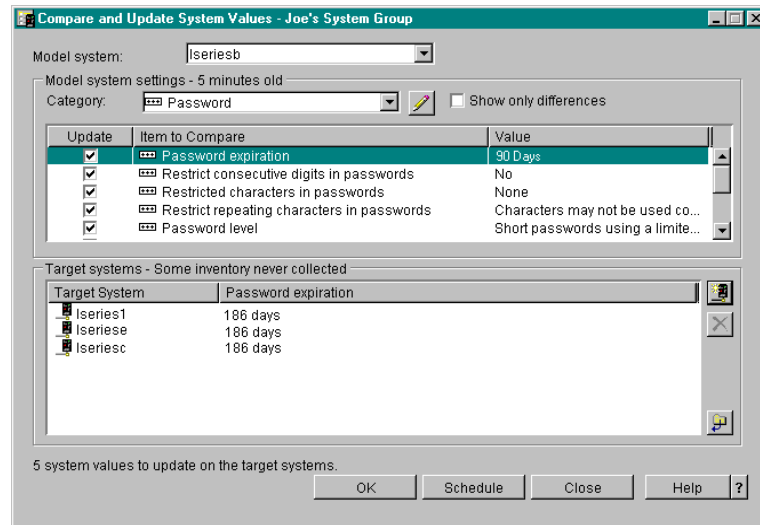 Compare and Update System Values - Joe's System Group
Model system: Iseriesb
Model system settings - 5 minutes old
Category: Password Show only differences
Update Item to Compare Value
Password expiration 90 Days
Restrict consecutive digits in passwords No
Restricted characters in passwords None
Restrict repeating characters in passwords Characters may not be used co...
Password level Short passwords using a limite...
Target systems - Some inventory never collected
Target System Password expiration
Iseries1 186 days
Iseriese 186 days
Iseriesc 186 days
5 system values to update on the target systems.
OK Schedule Close Help ?